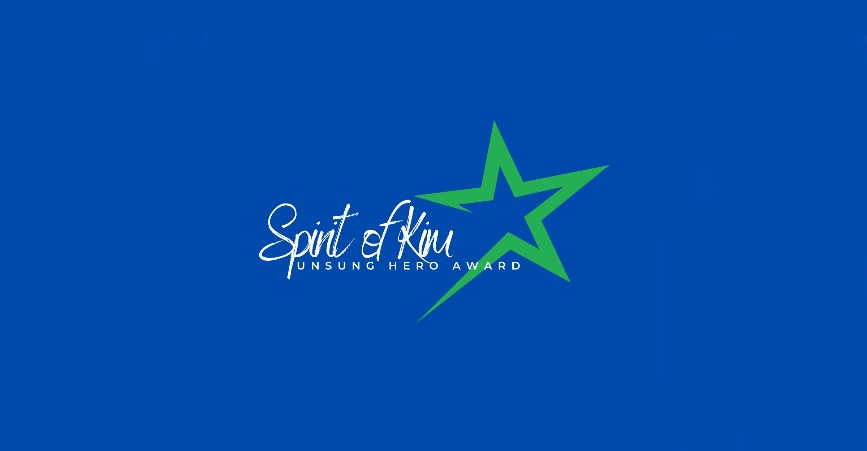 Spirit of Kim
UNSUNG HERO AWARD